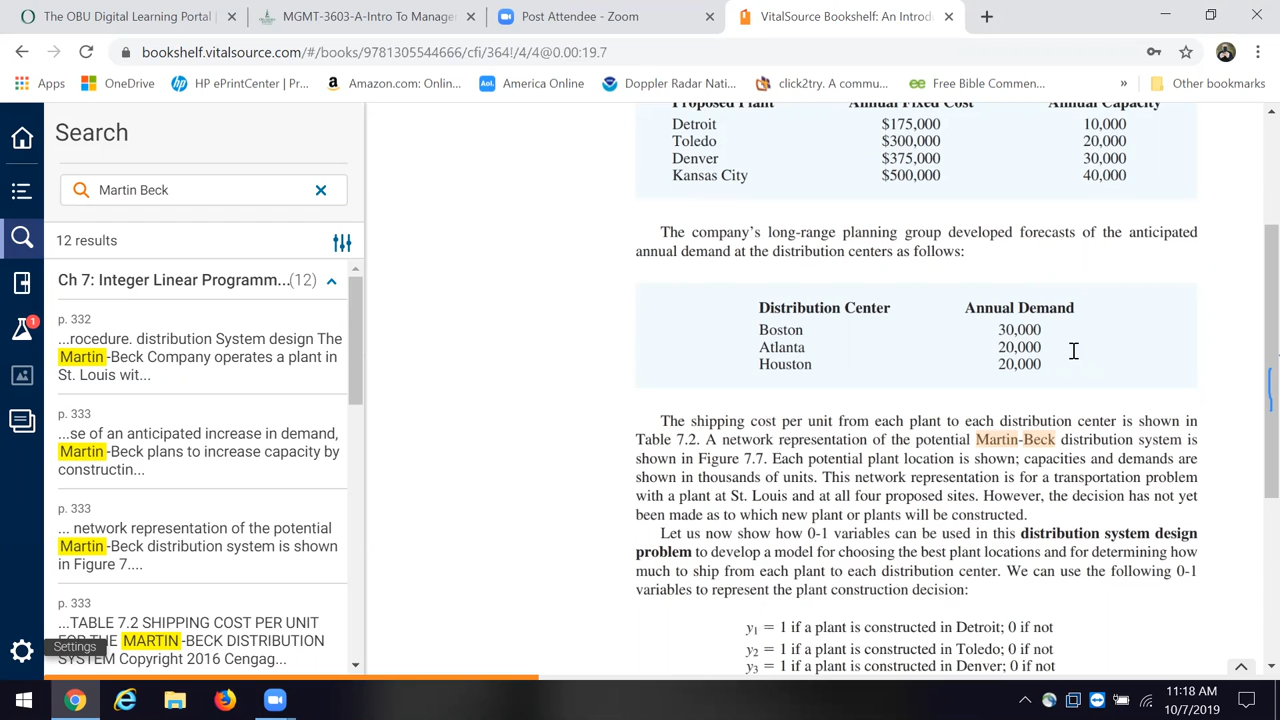 The OBU Digital Learning Portal
MGMT-3603-A-Intro To Manager
Post Attendee - Zoom
VitalSource Bookshelf: An Introd
bookshelf.vitalsource.com/#/books/9781305544666/cfi/364!/4/4@0.00:19.7
Apps
OneDrive
HP ePrintCenter | Pr...
Amazon.com: Onlin...
America Online
Doppler Radar Nati...
click2try. A commu...
Free Bible Commen...
»
Other bookmarks
Search
Martin Beck
12 results
Ch 7: Integer Linear Programm...(12)
p. 332
...rocedure. distribution System design The
Martin-Beck Company operates a plant in
St. Louis wit...
p. 333
...se of an anticipated increase in demand,
Martin-Beck plans to increase capacity by
constructin...
p. 333
... network representation of the potential
Martin-Beck distribution system is shown
in Figure 7....
p. 333
...TABLE 7.2 SHIPPING COST PER UNIT
FOR THE MARTIN-BECK DISTRIBUTION
SYSTEM Copyright 2016 Cengag...
Settings
1
Proposed Plant Annual Fixed Cost Annual Capacity
Detroit $175,000 10,000
Toledo $300,000 20,000
Denver $375,000 30,000
Kansas City $500,000 40,000
The company's long-range planning group developed forecasts of the anticipated
annual demand at the distribution centers as follows:
Distribution Center Annual Demand
Boston 30,000
Atlanta 20,000
Houston 20,000
The shipping cost per unit from each plant to each distribution center is shown in
Table 7.2. A network representation of the potential Martin-Beck distribution system is
shown in Figure 7.7. Each potential plant location is shown; capacities and demands are
shown in thousands of units. This network representation is for a transportation problem
with a plant at St. Louis and at all four proposed sites. However, the decision has not yet
been made as to which new plant or plants will be constructed.
Let us now show how 0-1 variables can be used in this distribution system design
problem to develop a model for choosing the best plant locations and for determining how
much to ship from each plant to each distribution center. We can use the following 0-1
variables to represent the plant construction decision:
y₁ = 1 if a plant is constructed in Detroit; 0 if not
y₂ = 1 if a plant is constructed in Toledo; 0 if not
y₃ = 1 if a plant is constructed in Denver; 0 if not
11:18 AM
10/7/2019